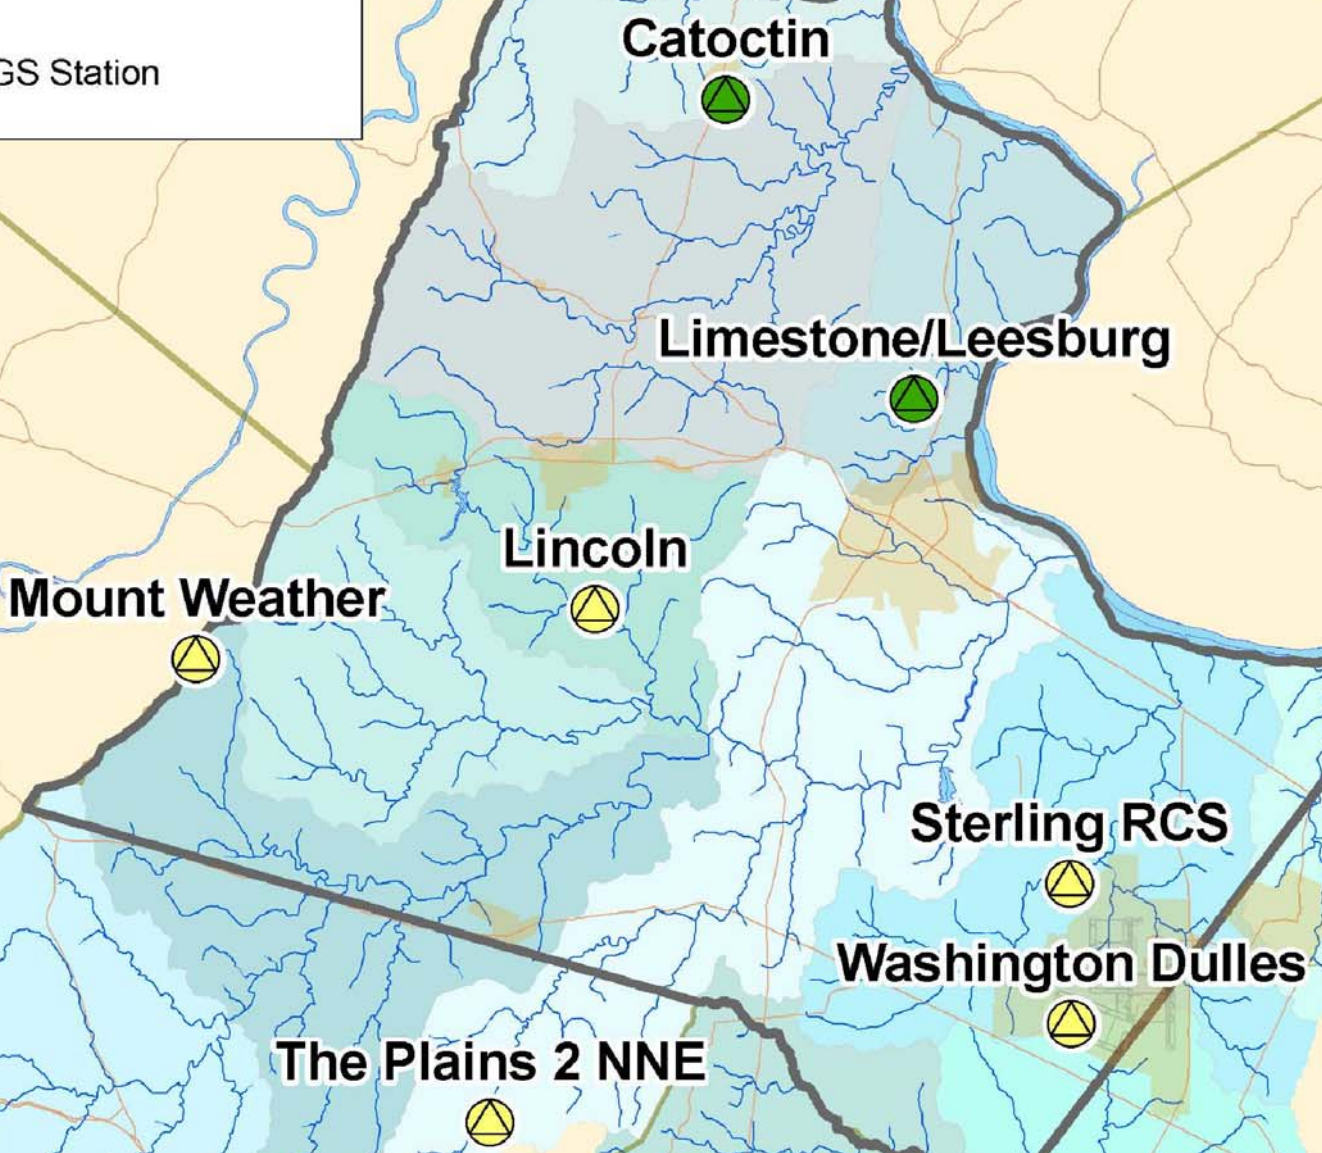 Catoctin
GS Station
Limestone/Leesburg
Lincoln
Mount Weather
Sterling RCS
Washington Dulles
The Plains 2 NNE